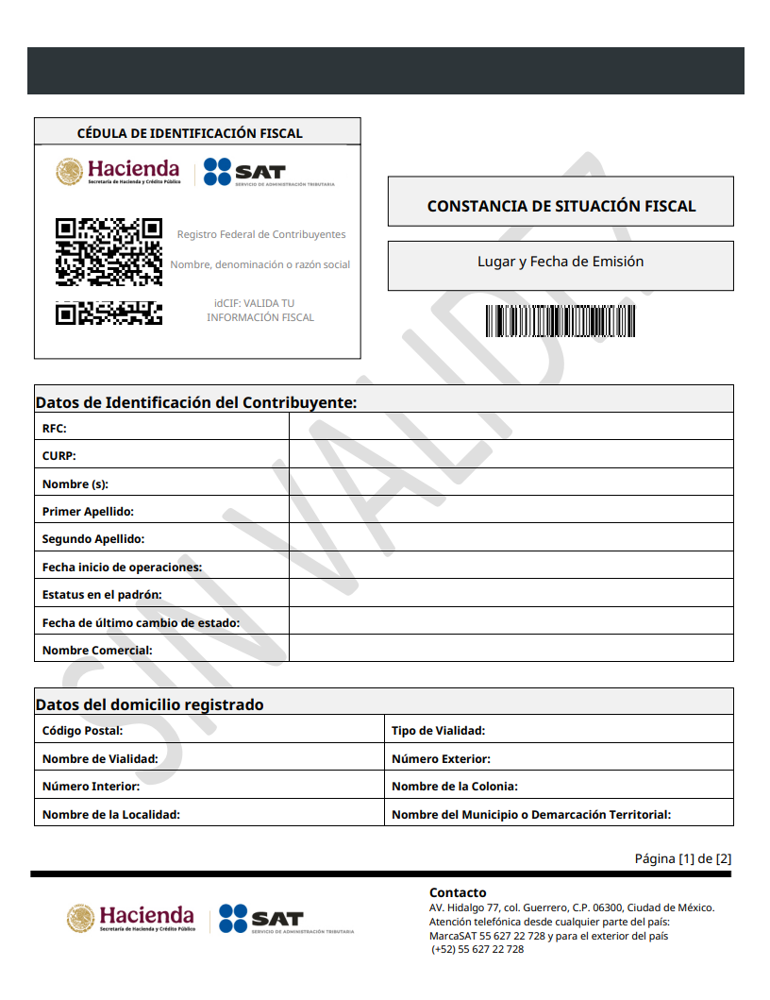 CÉDULA DE IDENTIFICACIÓN FISCAL
Hacienda
Secretaría de Hacienda y Crédito Público
SAT
SERVICIO DE ADMINISTRACIÓN TRIBUTARIA
Registro Federal de Contribuyentes
Nombre, denominación o razón social
idCIF: VALIDA TU
INFORMACIÓN FISCAL
CONSTANCIA DE SITUACIÓN FISCAL
Lugar y Fecha de Emisión
SIN VALIDEZ
Datos de Identificación del Contribuyente:
RFC:
CURP:
Nombre (s):
Primer Apellido:
Segundo Apellido:
Fecha inicio de operaciones:
Estatus en el padrón:
Fecha de último cambio de estado:
Nombre Comercial:
Datos del domicilio registrado
Código Postal:
Tipo de Vialidad:
Nombre de Vialidad:
Número Exterior:
Número Interior:
Nombre de la Colonia:
Nombre de la Localidad:
Nombre del Municipio o Demarcación Territorial:
Página [1] de [2]
Hacienda
Secretaría de Hacienda y Crédito Público
SAT
SERVICIO DE ADMINISTRACIÓN TRIBUTARIA
Contacto
AV. Hidalgo 77, col. Guerrero, C.P. 06300, Ciudad de México.
Atención telefónica desde cualquier parte del país:
MarcaSAT 55 627 22 728 y para el exterior del país
(+52) 55 627 22 728